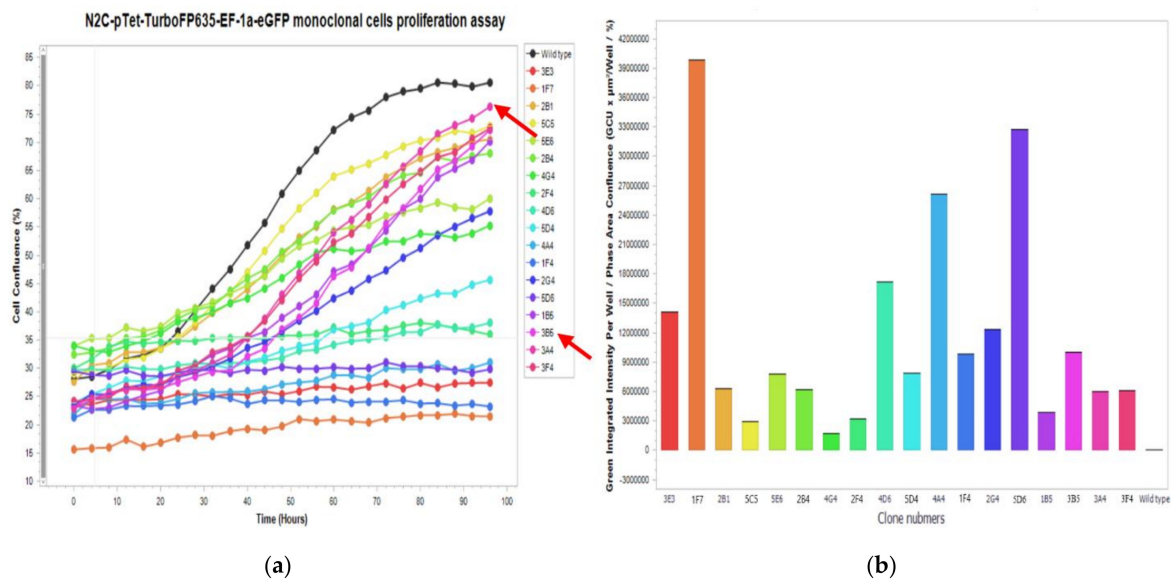 N2C-pTet-TurboFP635-EF-1a-eGFP monoclonal cells proliferation assay
Cell Confluence (%)
85
80
75
70
65
60
55
50
45
40
35
30
25
20
15
10
0
10
20
30
40
50
60
70
80
90
100
Time (Hours)
Wild type
3E3
1F7
2B1
5C5
5E6
2B4
4G4
2F4
4D6
5D4
4A4
1F4
2G4
5D6
1B5
3B6
3A4
3F4
(a)
Green Integrated Intensity Per Well / Phase Area Confluence (GCU x µm²/Well / %)
42000000
39000000
36000000
33000000
30000000
27000000
24000000
21000000
18000000
15000000
12000000
9000000
6000000
3000000
0
-3000000
3E3 1F7 2B1 5C5 5E6 2B4 4G4 2F4 4D6 5D4 4A4 1F4 2G4 5D6 1B5 3B5 3A4 3F4 Wild type
Clone nubmers
(b)